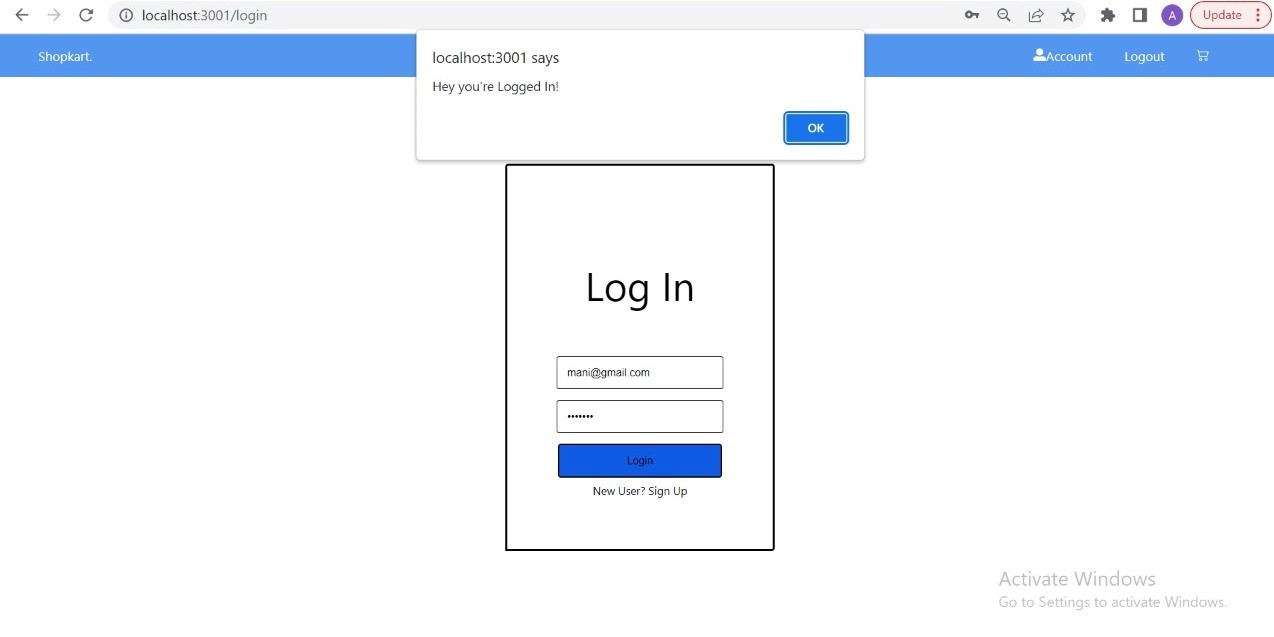 localhost:3001/login
A
Update
Shopkart.
localhost:3001 says
Hey you're Logged In!
OK
Account
Logout
Log In
mani@gmail.com
•••••••
Login
New User? Sign Up
Activate Windows
Go to Settings to activate Windows.